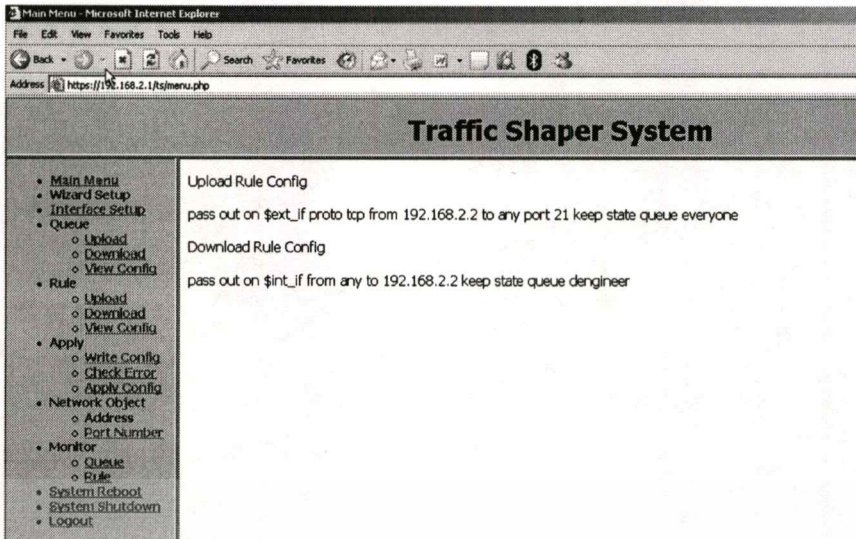 Main Menu - Microsoft Internet Explorer
File Edit View Favorites Tools Help
Back Search Favorites
Address https://192.168.2.1/ts/menu.php
Traffic Shaper System
Main Menu
Wizard Setup
Interface Setup
Queue
Upload
Download
View Config
Rule
Upload
Download
View Config
Apply
Write Config
Check Error
Apply Config
Network Object
Address
Port Number
Monitor
Queue
Rule
System Reboot
System Shutdown
Logout
Upload Rule Config
pass out on $ext_if proto tcp from 192.168.2.2 to any port 21 keep state queue everyone
Download Rule Config
pass out on $int_if from any to 192.168.2.2 keep state queue dengineer